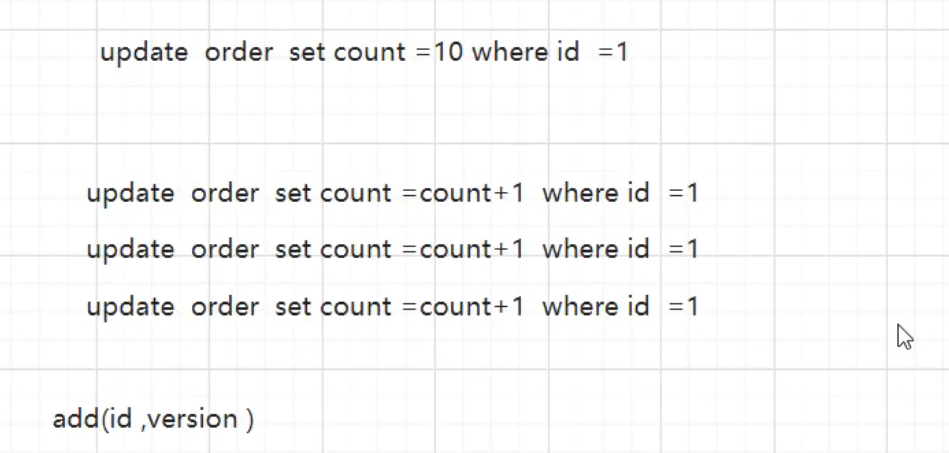 update order set count =10 where id =1
update order set count =count+1 where id =1
update order set count =count+1 where id =1
update order set count =count+1 where id =1
add(id ,version )